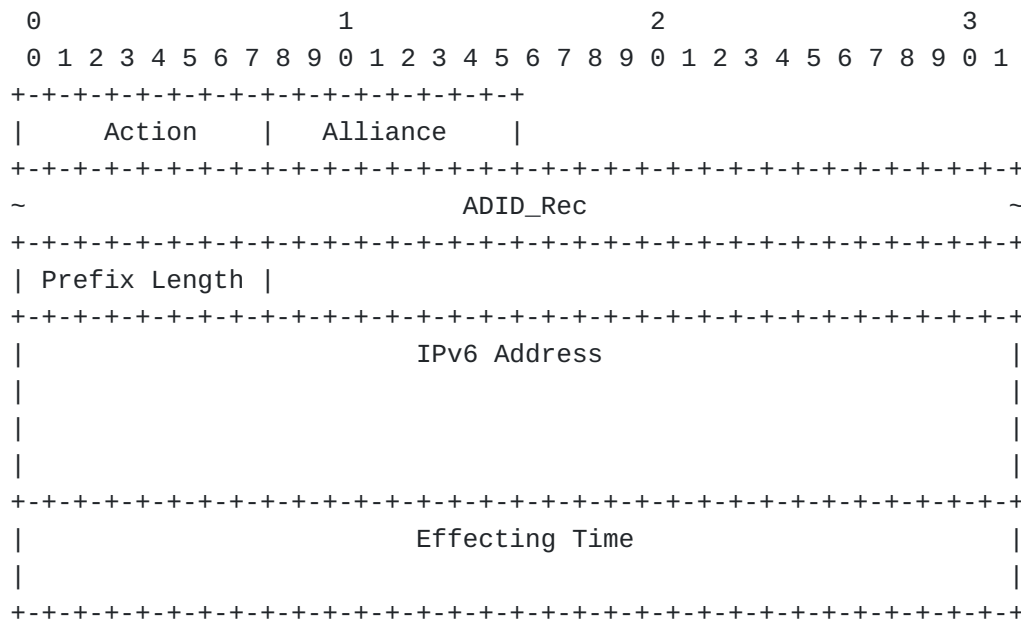 0                   1                   2                   3
 0 1 2 3 4 5 6 7 8 9 0 1 2 3 4 5 6 7 8 9 0 1 2 3 4 5 6 7 8 9 0 1
+-+-+-+-+-+-+-+-+-+-+-+-+-+-+-+-+
|     Action    |   Alliance    |
+-+-+-+-+-+-+-+-+-+-+-+-+-+-+-+-+-+-+-+-+-+-+-+-+-+-+-+-+-+-+-+-+
~                            ADID_Rec                           ~
+-+-+-+-+-+-+-+-+-+-+-+-+-+-+-+-+-+-+-+-+-+-+-+-+-+-+-+-+-+-+-+-+
| Prefix Length |
+-+-+-+-+-+-+-+-+-+-+-+-+-+-+-+-+-+-+-+-+-+-+-+-+-+-+-+-+-+-+-+-+
|                         IPv6 Address                          |
|                                                               |
|                                                               |
|                                                               |
+-+-+-+-+-+-+-+-+-+-+-+-+-+-+-+-+-+-+-+-+-+-+-+-+-+-+-+-+-+-+-+-+
|                         Effecting Time                        |
|                                                               |
+-+-+-+-+-+-+-+-+-+-+-+-+-+-+-+-+-+-+-+-+-+-+-+-+-+-+-+-+-+-+-+-+